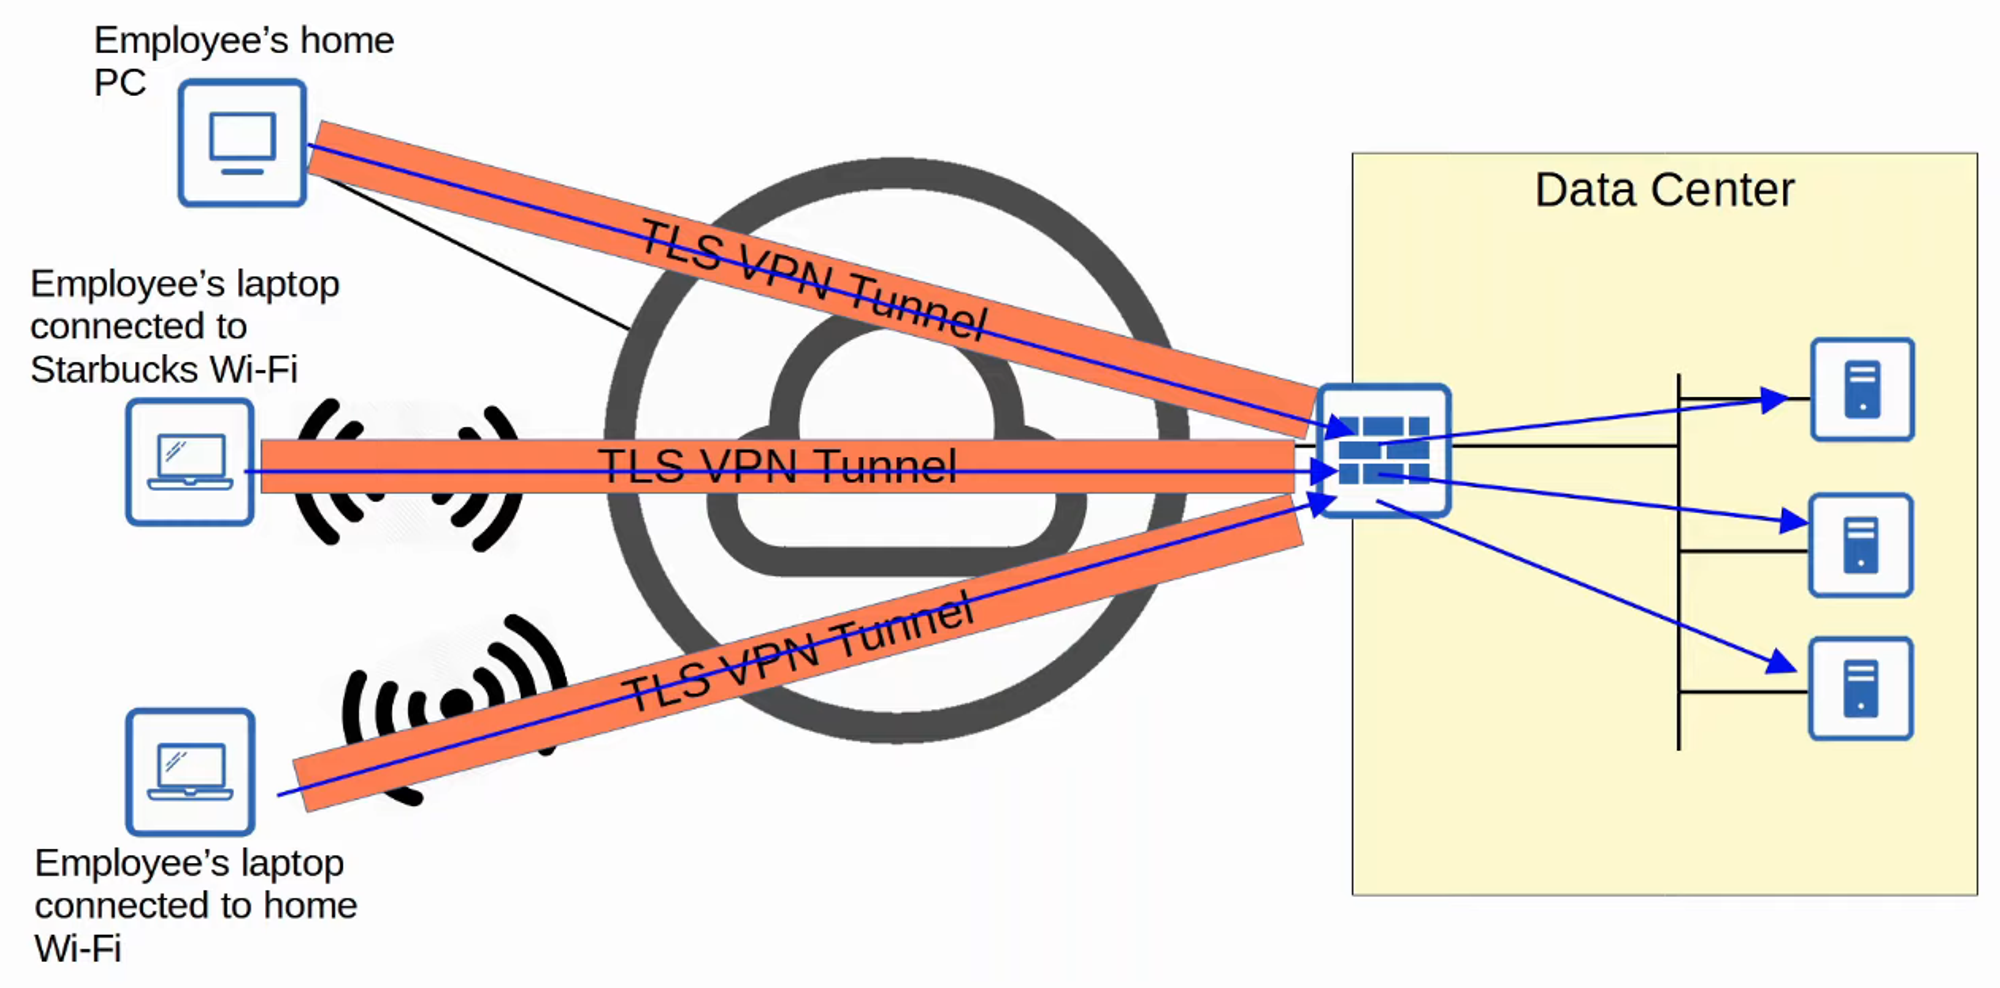 Employee’s home
PC
TLS VPN Tunnel
Data Center
Employee’s laptop
connected to
Starbucks Wi-Fi
TLS VPN Tunnel
TLS VPN Tunnel
Employee’s laptop
connected to home
Wi-Fi